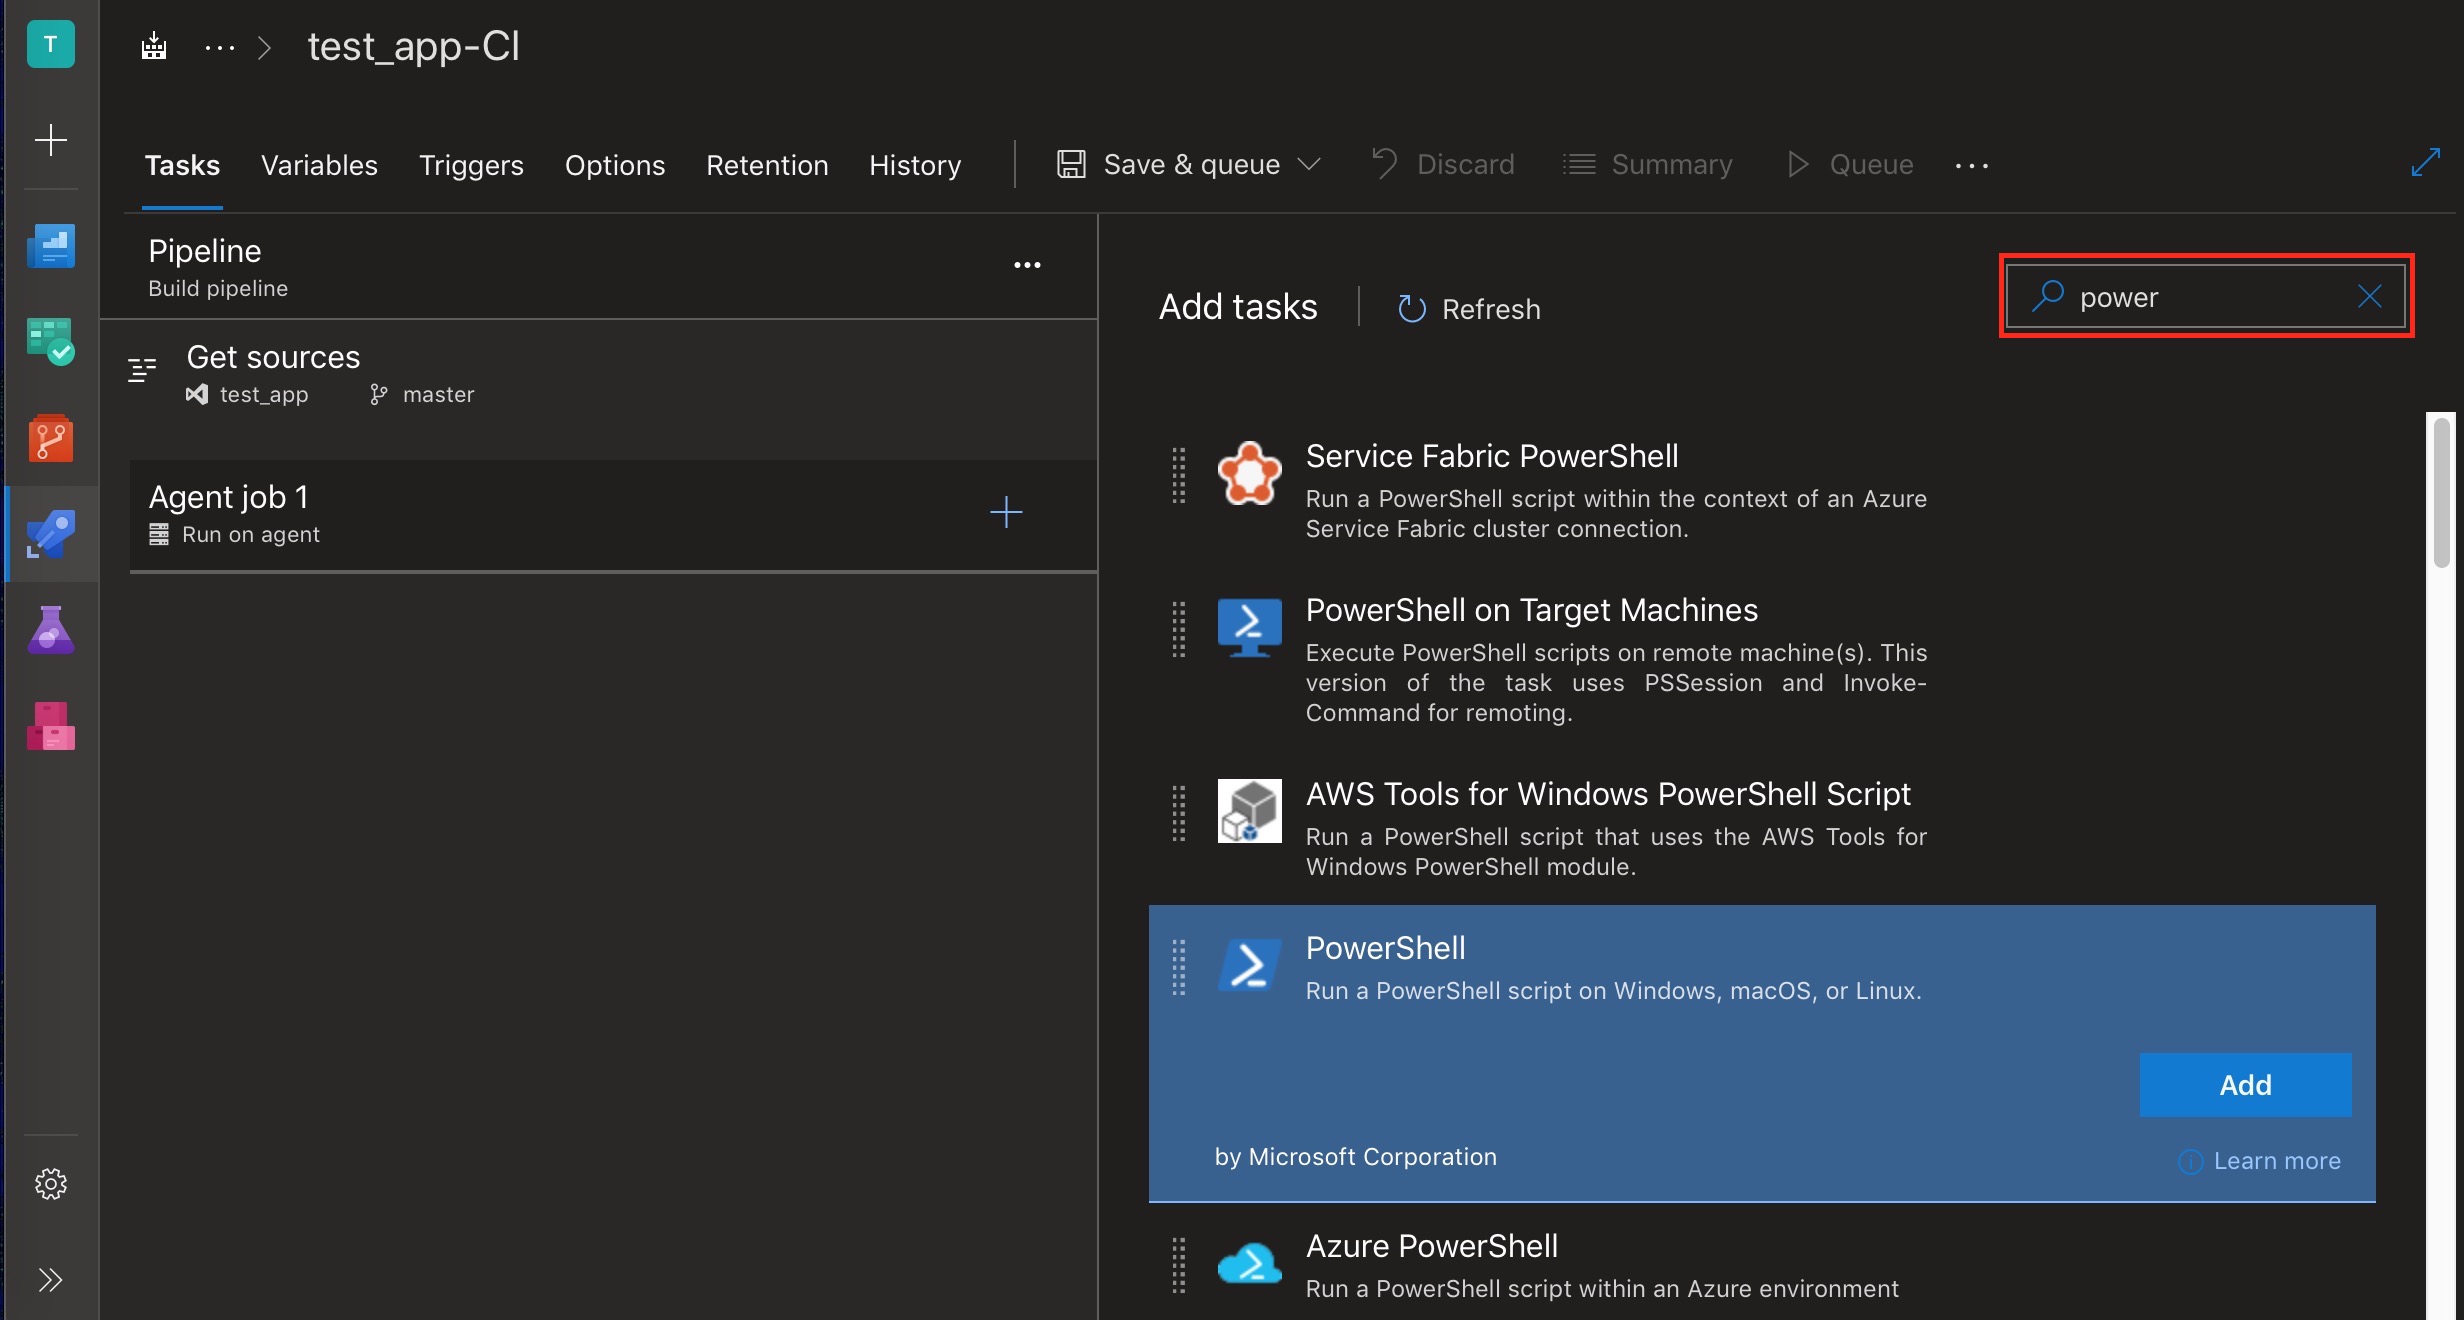 T
test_app-CI
Tasks Variables Triggers Options Retention History Save & queue Discard Summary Queue
Pipeline
Build pipeline
Get sources
test_app master
Agent job 1
Run on agent
Add tasks Refresh power
Service Fabric PowerShell
Run a PowerShell script within the context of an Azure
Service Fabric cluster connection.
PowerShell on Target Machines
Execute PowerShell scripts on remote machine(s). This
version of the task uses PSSession and Invoke-
Command for remoting.
AWS Tools for Windows PowerShell Script
Run a PowerShell script that uses the AWS Tools for
Windows PowerShell module.
PowerShell
Run a PowerShell script on Windows, macOS, or Linux.
Add
by Microsoft Corporation
Learn more
Azure PowerShell
Run a PowerShell script within an Azure environment